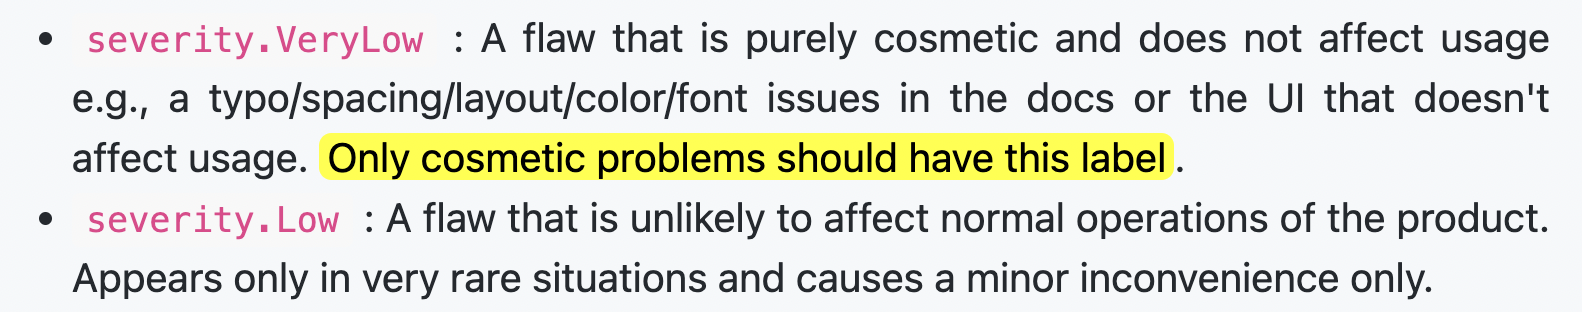 • severity.VeryLow : A flaw that is purely cosmetic and does not affect usage
e.g., a typo/spacing/layout/color/font issues in the docs or the UI that doesn't
affect usage. Only cosmetic problems should have this label.
• severity.Low : A flaw that is unlikely to affect normal operations of the product.
Appears only in very rare situations and causes a minor inconvenience only.